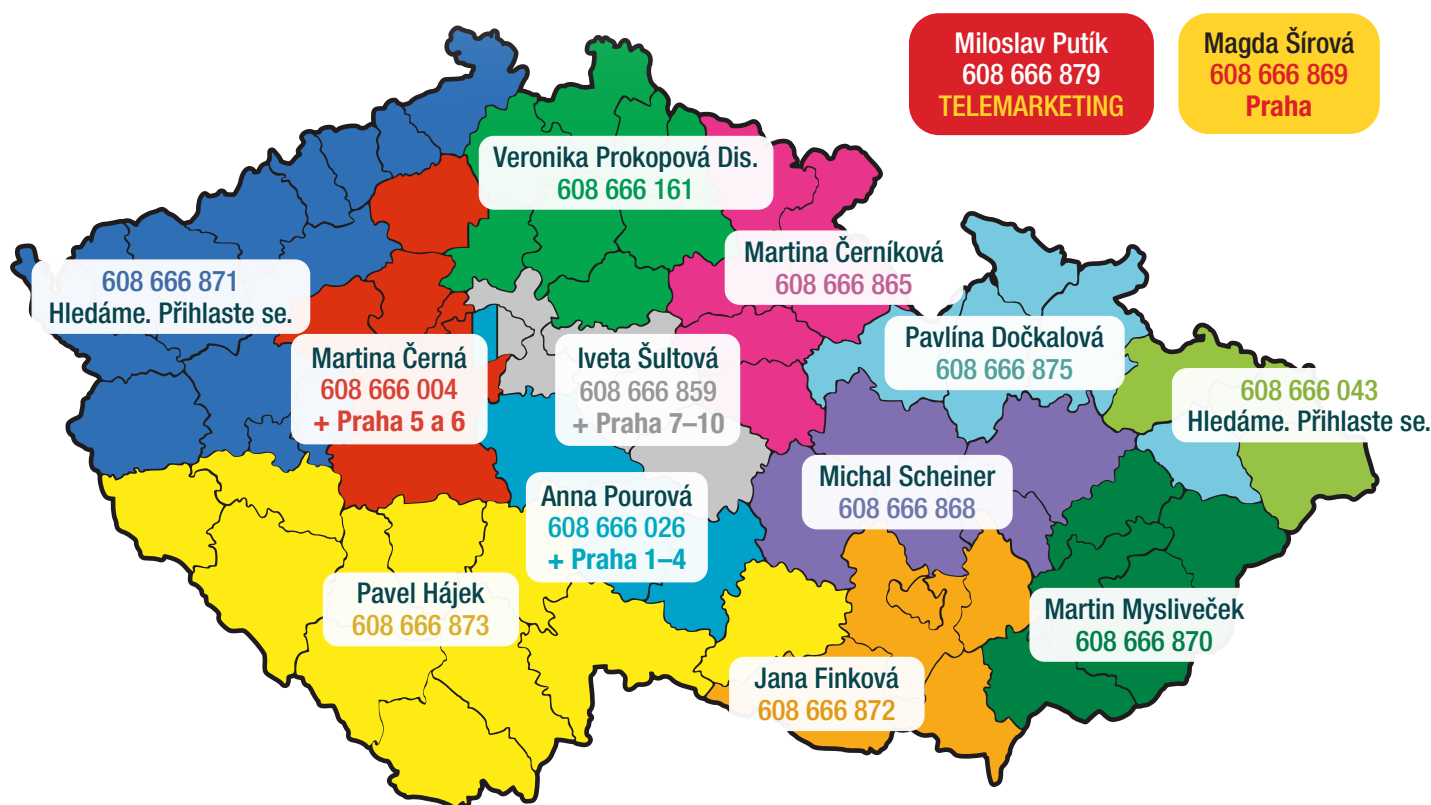 Miloslav Putík
608 666 879
TELEMARKETING
Magda Šírová
608 666 869
Praha
Veronika Prokopová Dis.
608 666 161
Martina Černíková
608 666 865
608 666 871
Hledáme. Přihlaste se.
Martina Černá
608 666 004
+ Praha 5 a 6
Iveta Šultová
608 666 859
+ Praha 7–10
Pavlína Dočkalová
608 666 875
608 666 043
Hledáme. Přihlaste se.
Anna Pourová
608 666 026
+ Praha 1–4
Michal Scheiner
608 666 868
Pavel Hájek
608 666 873
Martin Mysliveček
608 666 870
Jana Finková
608 666 872